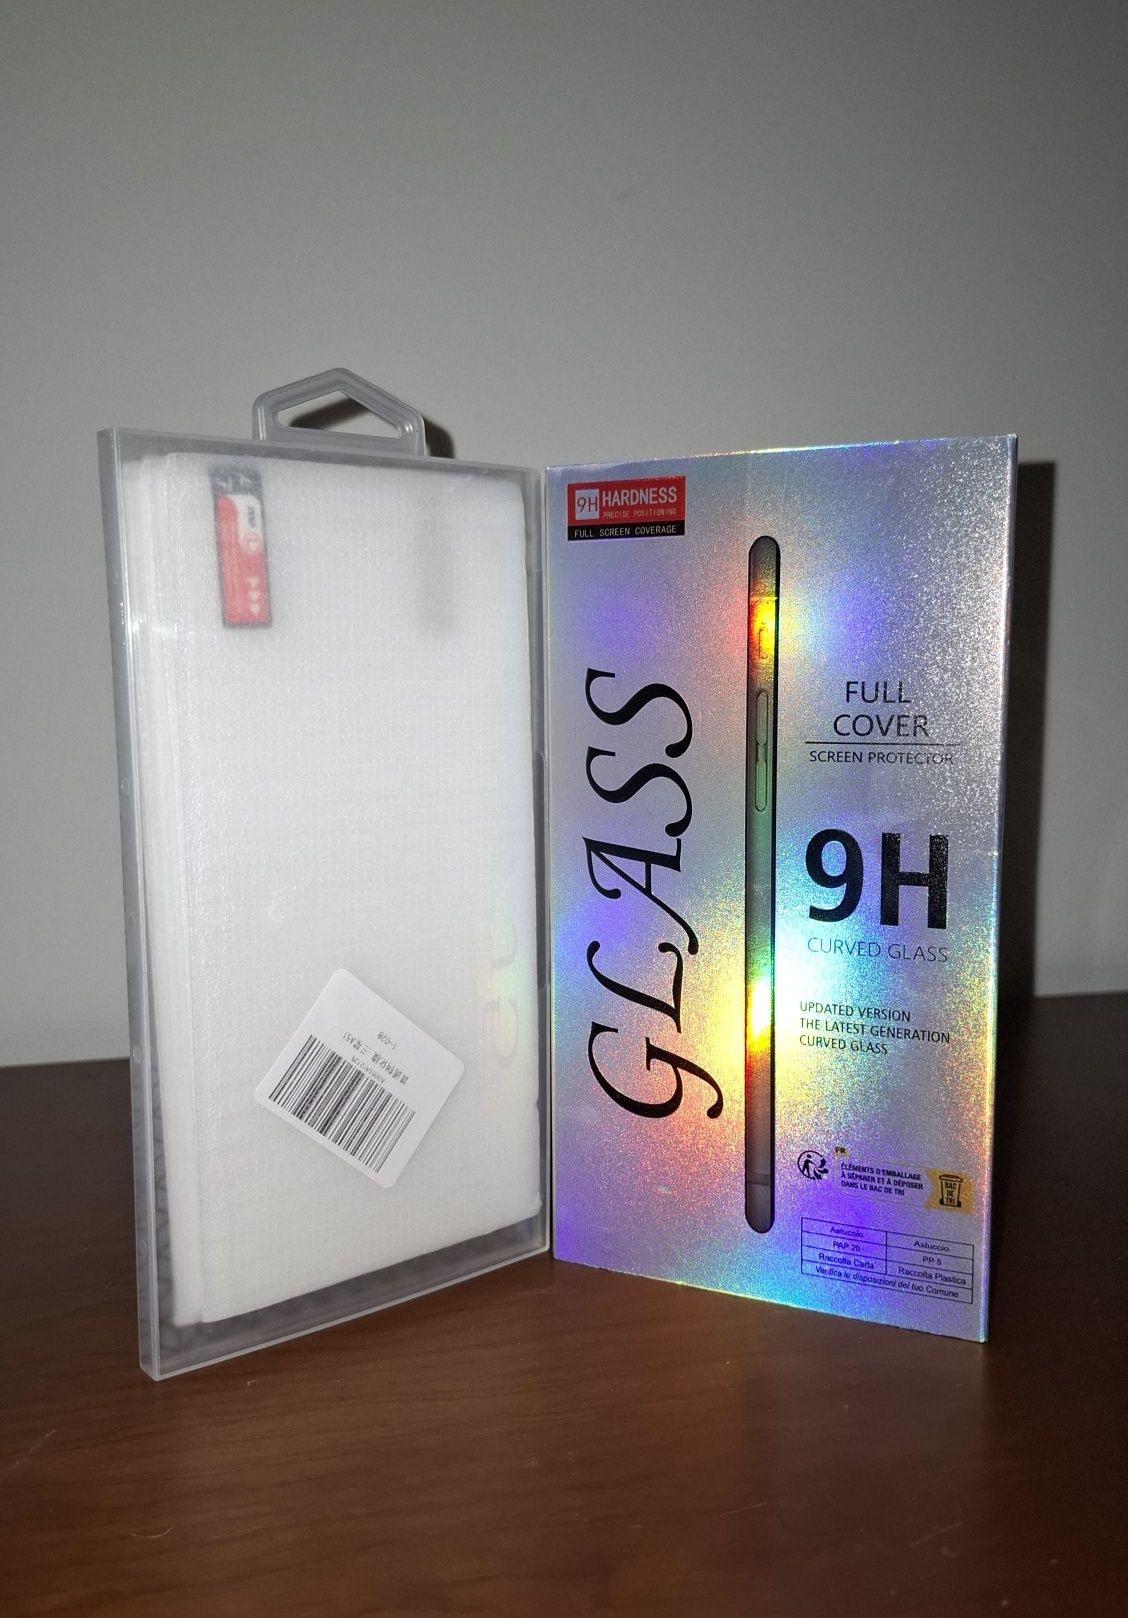 9H HARDNESS
PRECISE POSITIONING
FULL SCREEN COVERAGE
GLASS
FULL
COVER
SCREEN PROTECTOR
9H
CURVED GLASS
UPDATED VERSION
THE LATEST GENERATION
CURVED GLASS
FR
ÉLÉMENTS D'EMBALLAGE
À SÉPARER ET À DÉPOSER
DANS LE BAC DE TRI
BAC
DE
TRI
Astuccio Astuccio
PAP 20 PP 5
Raccolta Carta Raccolta Plastica
Verifica le disposizioni del tuo Comune
1-028